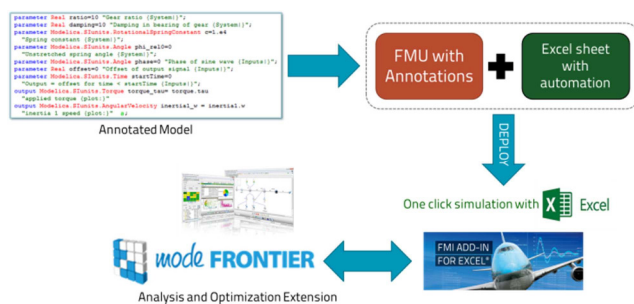 parameter Real ratio=10 "Gear ratio {System|}";
parameter Real damping=10 "Damping in bearing of gear {System|}";
parameter Modelica.SIunits.RotationalSpringConstant c=1.e4
"Spring constant {System|}";
parameter Modelica.SIunits.Angle phi_rel0=0
"Unstretched spring angle {System|}";
parameter Modelica.SIunits.Angle phase=0 "Phase of sine wave {Inputs|}";
parameter Real offset=0 "Offset of output signal {Inputs|}";
parameter Modelica.SIunits.Time startTime=0
"Output = offset for time < startTime {Inputs|}";
output Modelica.SIunits.Torque torque_tau= torque.tau
"applied torque {plot|}"
output Modelica.SIunits.AngularVelocity inertia1_w = inertia1.w
"inertia 1 speed {plot|}"
Annotated Model
FMU with
Annotations
Excel sheet
with
automation
DEPLOY
One click simulation with Excel
FMI ADD-IN
FOR EXCEL®
mode FRONTIER
Analysis and Optimization Extension